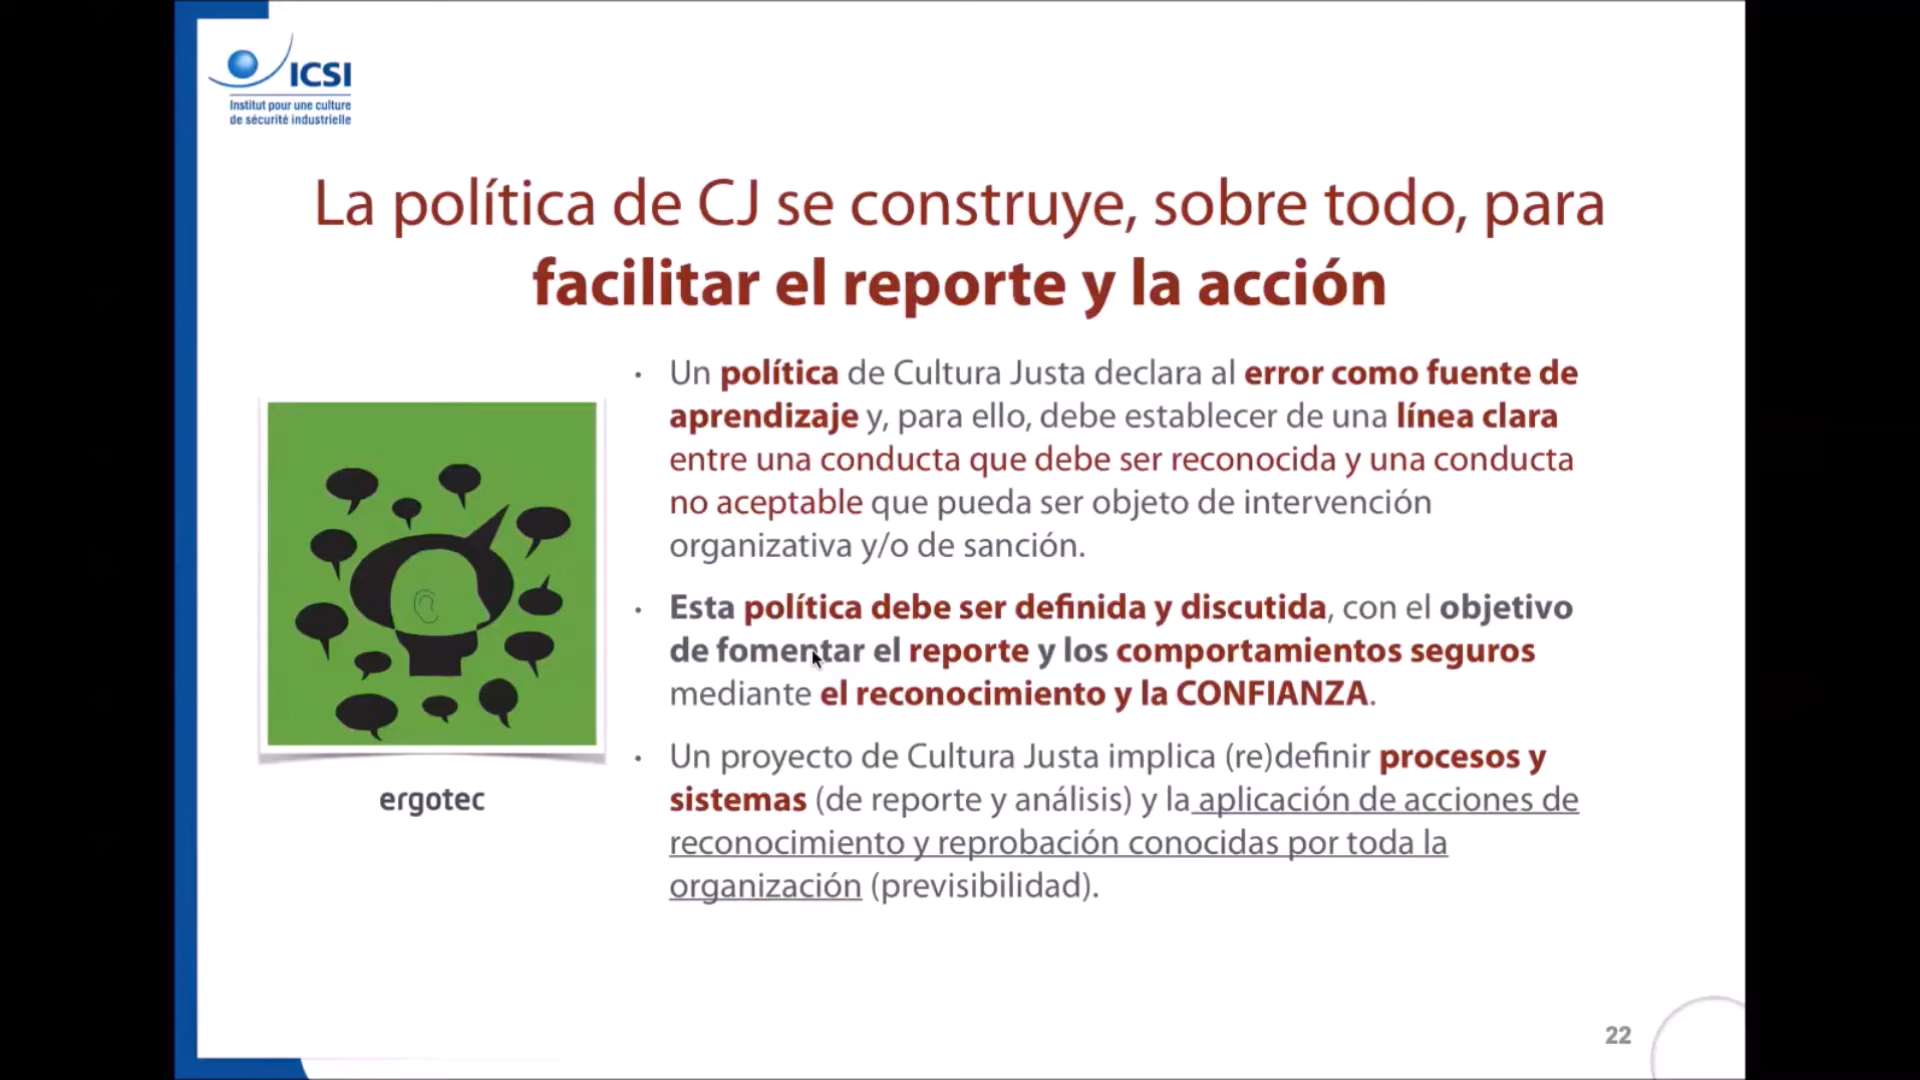 ICSI
Institut pour une culture
de sécurité industrielle
La política de CJ se construye, sobre todo, para
facilitar el reporte y la acción
• Un política de Cultura Justa declara al error como fuente de
aprendizaje y, para ello, debe establecer de una línea clara
entre una conducta que debe ser reconocida y una conducta
no aceptable que pueda ser objeto de intervención
organizativa y/o de sanción.
• Esta política debe ser definida y discutida, con el objetivo
de fomentar el reporte y los comportamientos seguros
mediante el reconocimiento y la CONFIANZA.
• Un proyecto de Cultura Justa implica (re)definir procesos y
sistemas (de reporte y análisis) y la aplicación de acciones de
reconocimiento y reprobación conocidas por toda la
organización (previsibilidad).
ergotec
22